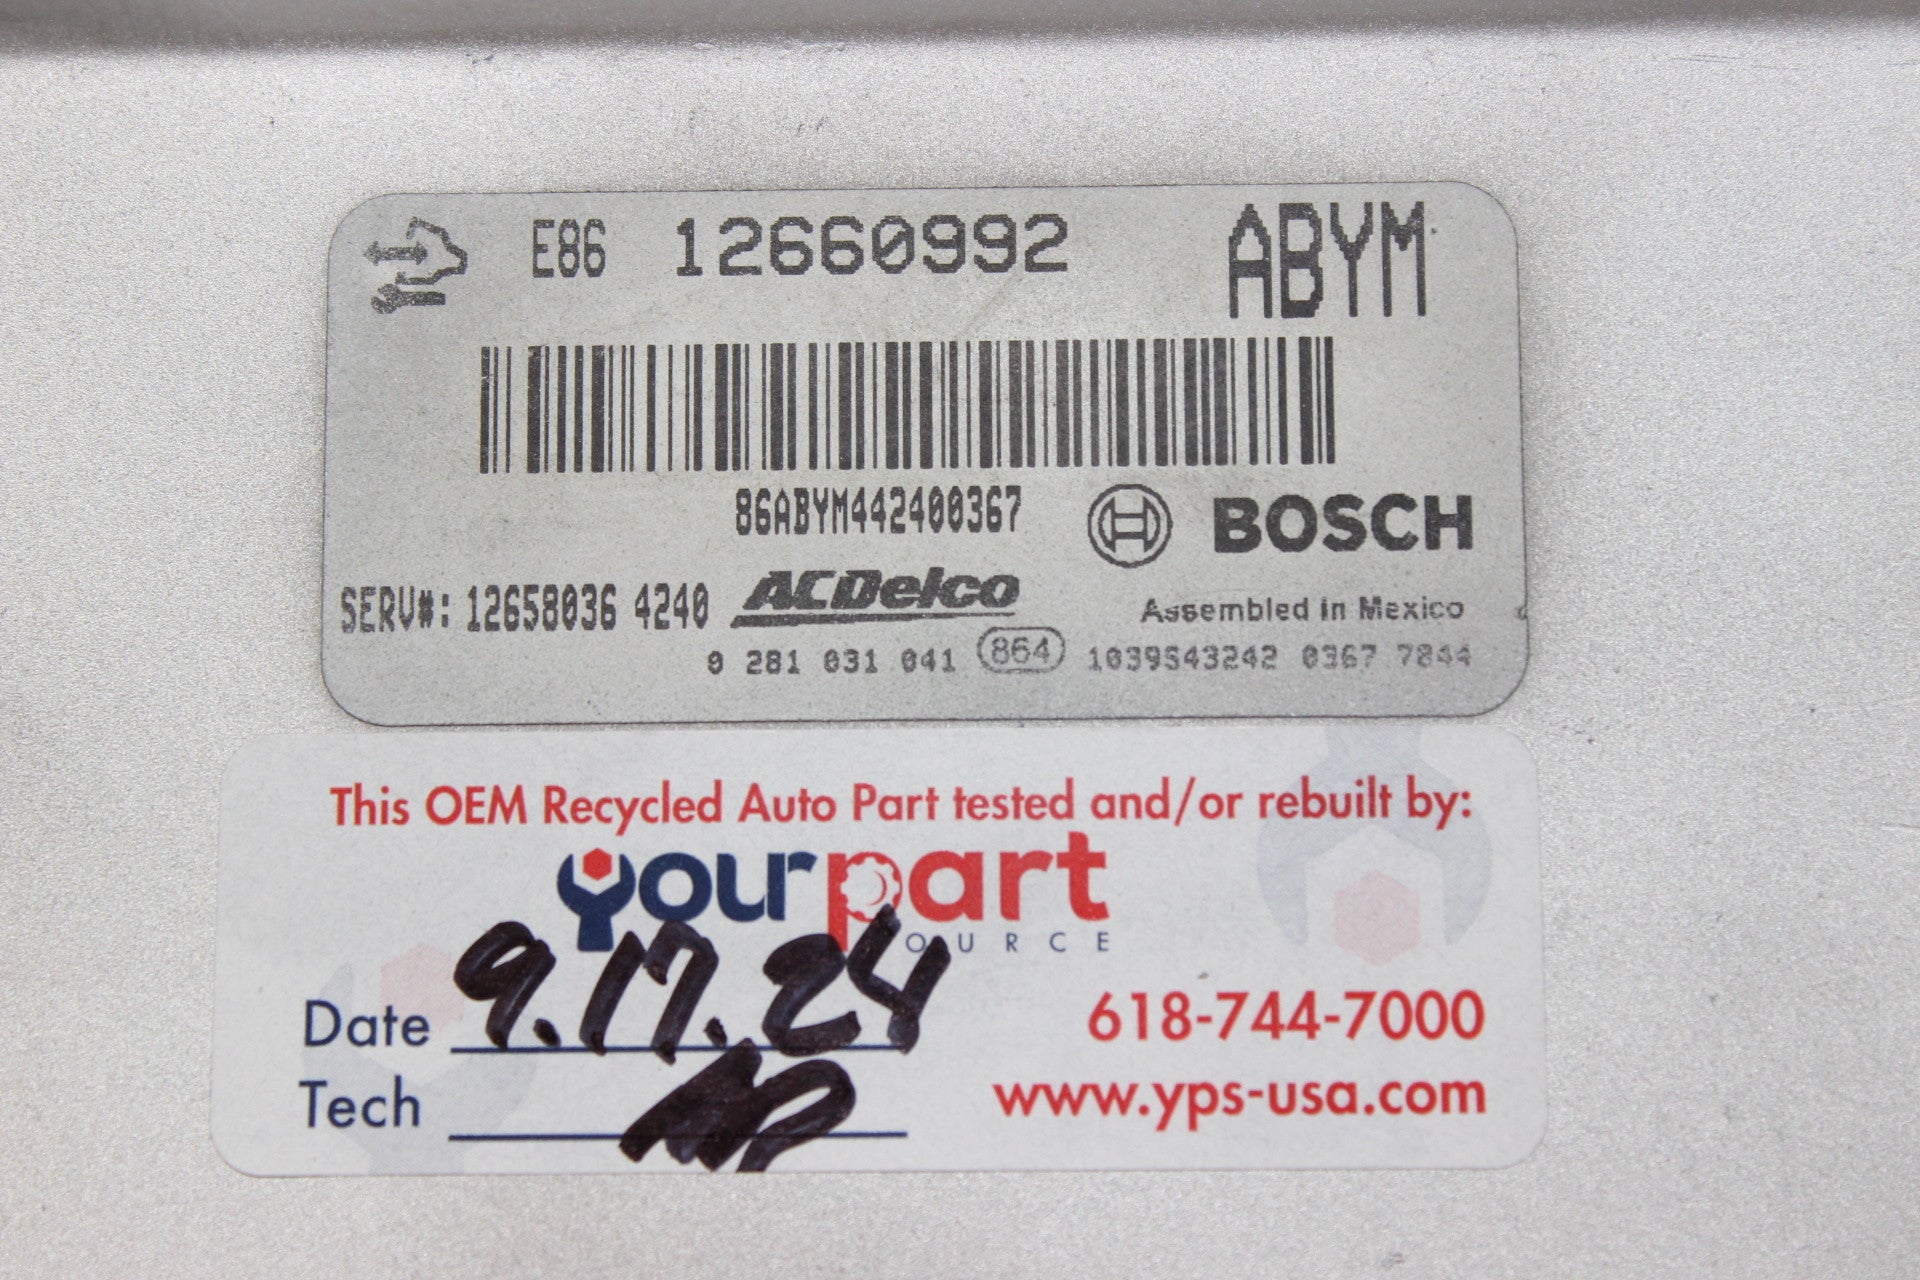 E86 12660992 ABYM
86ABYM442400367
BOSCH
SERV#: 12658036 4240 ACDelco Assembled in Mexico
0 281 031 041 864 1039S43242 0367 7844
This OEM Recycled Auto Part tested and/or rebuilt by:
yourpart
OURCE
Date 9.17.24 618-744-7000
Tech www.yps-usa.com